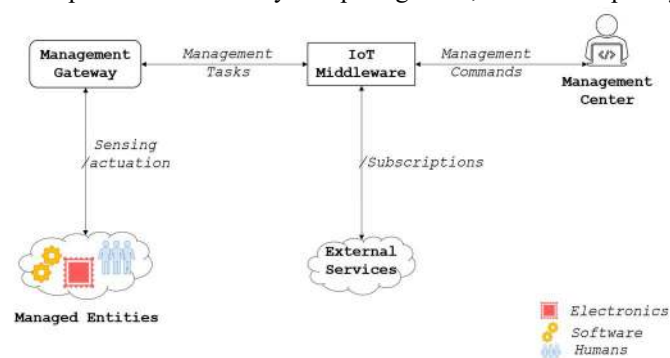 Management
Gateway
Management
Tasks
IoT
Middleware
Management
Commands
</>
Management
Center
Sensing
/actuation
/Subscriptions
External
Services
Managed Entities
Electronics
Software
Humans